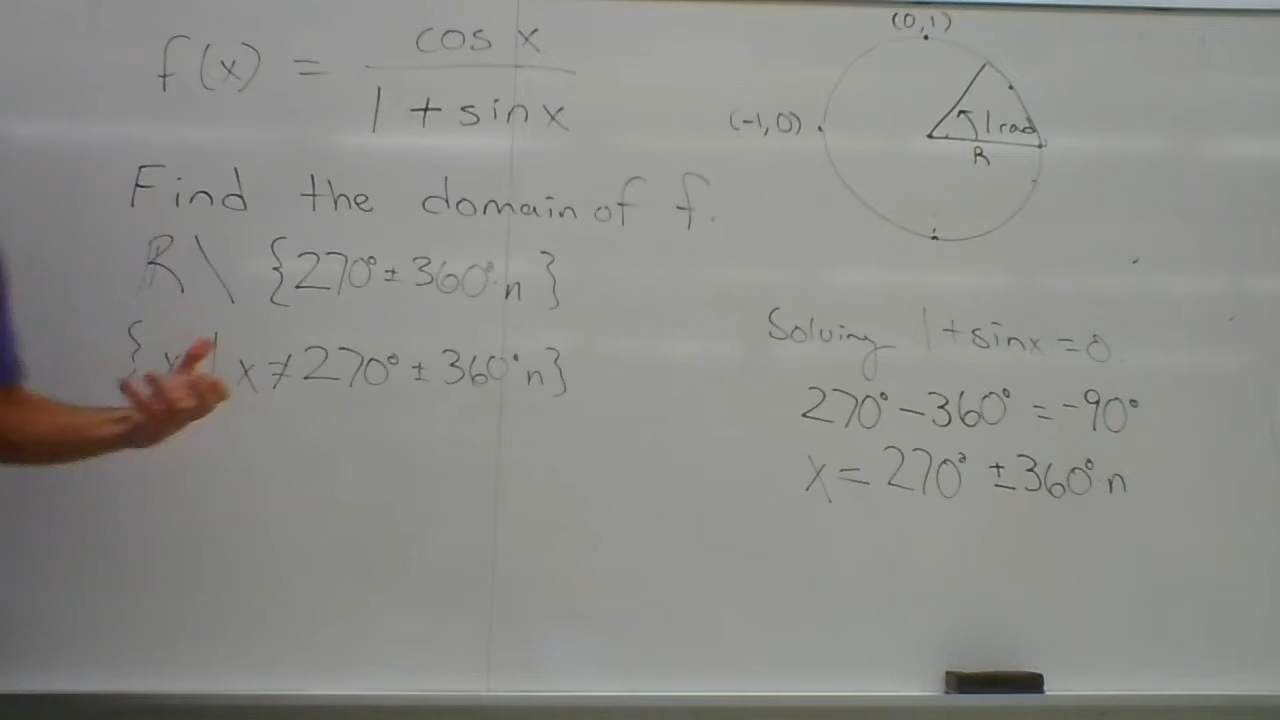 f(x) = cos x / 1 + sin x
Find the domain of f.
R \ {270° ± 360°·n}
{x | x ≠ 270° ± 360°n}
(0,1)
(-1,0)
1 rad
R
Solving 1 + sin x = 0
270° - 360° = -90°
x = 270° ± 360°n